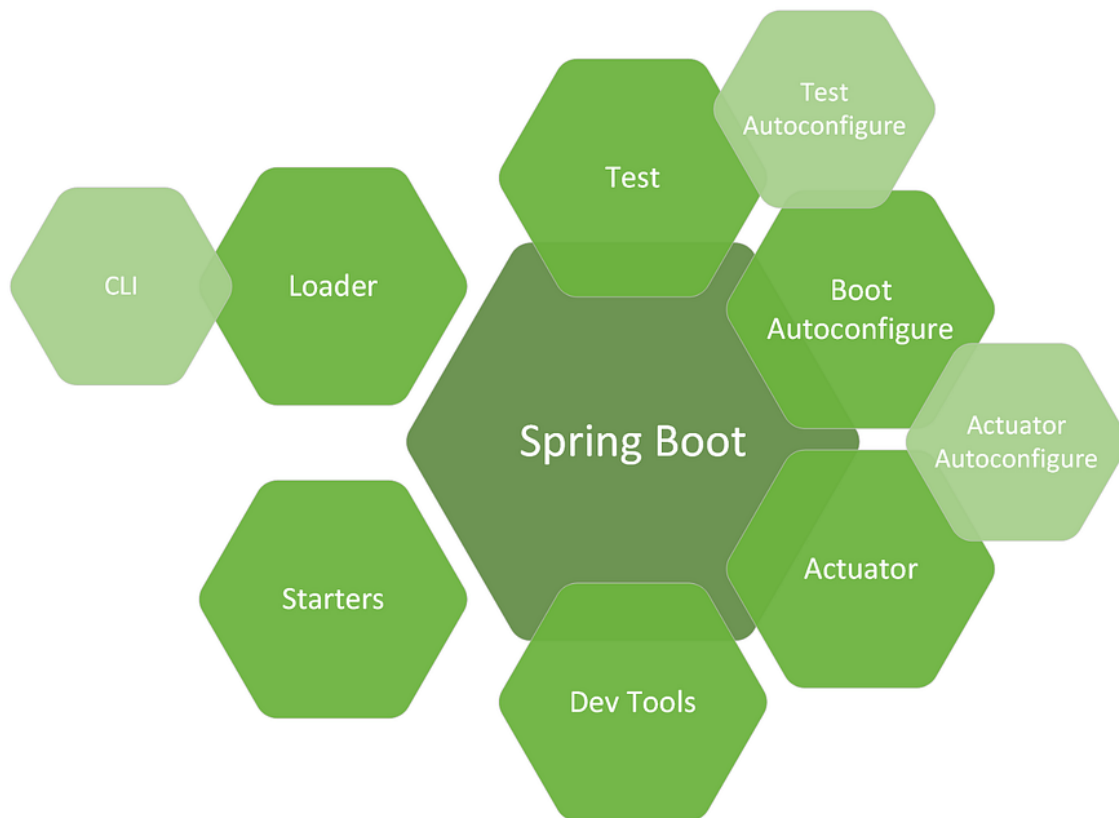 Test
Autoconfigure
Test
CLI
Loader
Boot
Autoconfigure
Spring Boot
Actuator
Autoconfigure
Starters
Actuator
Dev Tools